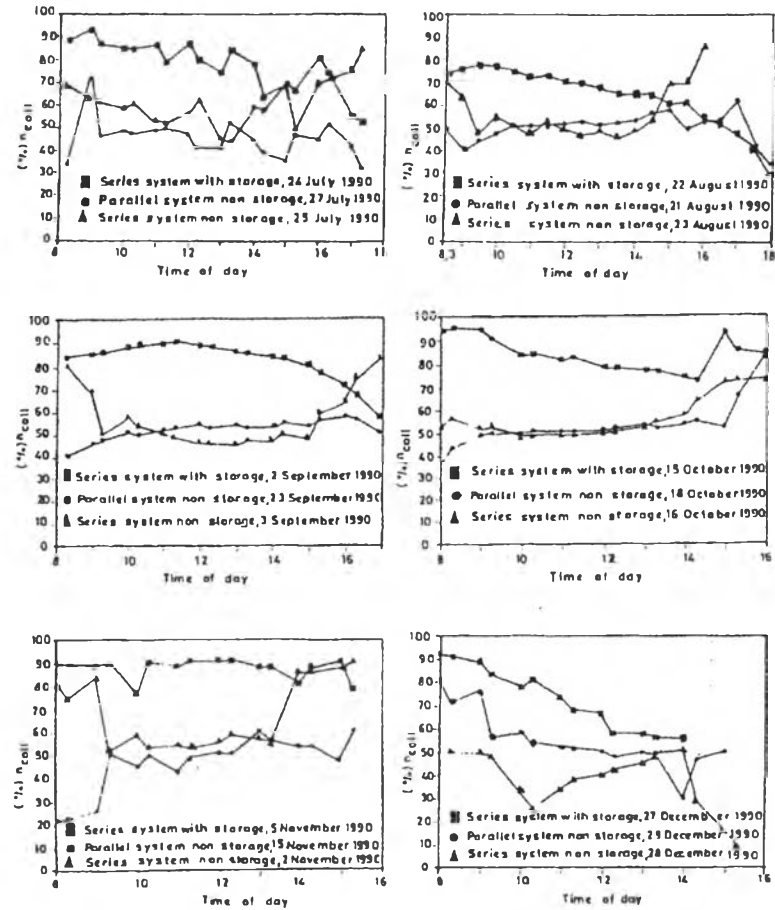 (%) ncoll
100
90
80
70
60
50
40
30
20
10
0
Series system with storage, 24 July 1990
Parallel system non storage, 27 July 1990
Series system non storage, 25 July 1990
8 10 12 14 16 18
Time of day
(%) ncoll
100
90
80
70
60
50
40
30
20
10
0
Series system with storage, 22 August 1990
Parallel system non storage, 21 August 1990
Series system non storage, 23 August 1990
8.3 10 12 14 16 18
Time of day
(%) ncoll
100
90
80
70
60
50
40
30
20
10
0
Series system with storage, 2 September 1990
Parallel system non storage, 23 September 1990
Series system non storage, 3 September 1990
8 10 12 14 16 17
Time of day
(%) ncoll
100
90
80
70
60
50
40
30
20
10
0
Series system with storage, 15 October 1990
Parallel system non storage, 18 October 1990
Series system non storage, 16 October 1990
8 10 12 14 16
Time of day
(%) ncoll
100
90
80
70
60
50
40
30
20
10
0
Series system with storage, 5 November 1990
Parallel system non storage, 15 November 1990
Series system non storage, 2 November 1990
8 10 12 14 16
Time of day
(%) ncoll
100
90
80
70
60
50
40
30
20
10
0
Series system with storage, 27 December 1990
Parallel system non storage, 29 December 1990
Series system non storage, 28 December 1990
8 10 12 14 16
Time of day